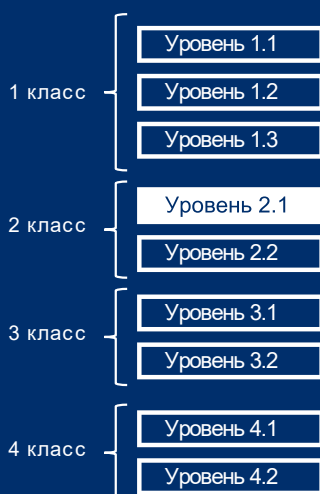 1 класс
Уровень 1.1
Уровень 1.2
Уровень 1.3
2 класс
Уровень 2.1
Уровень 2.2
3 класс
Уровень 3.1
Уровень 3.2
4 класс
Уровень 4.1
Уровень 4.2